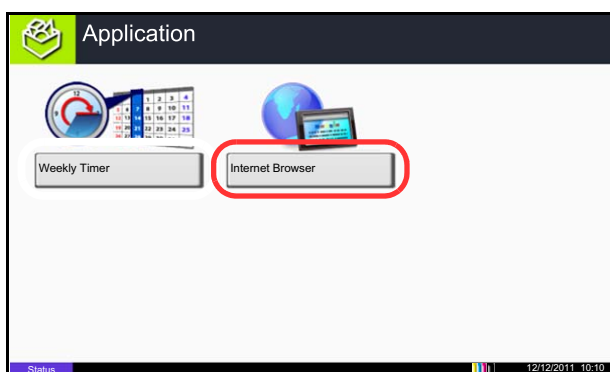 Application
Weekly Timer
Internet Browser
Status
12/12/2011 10:10